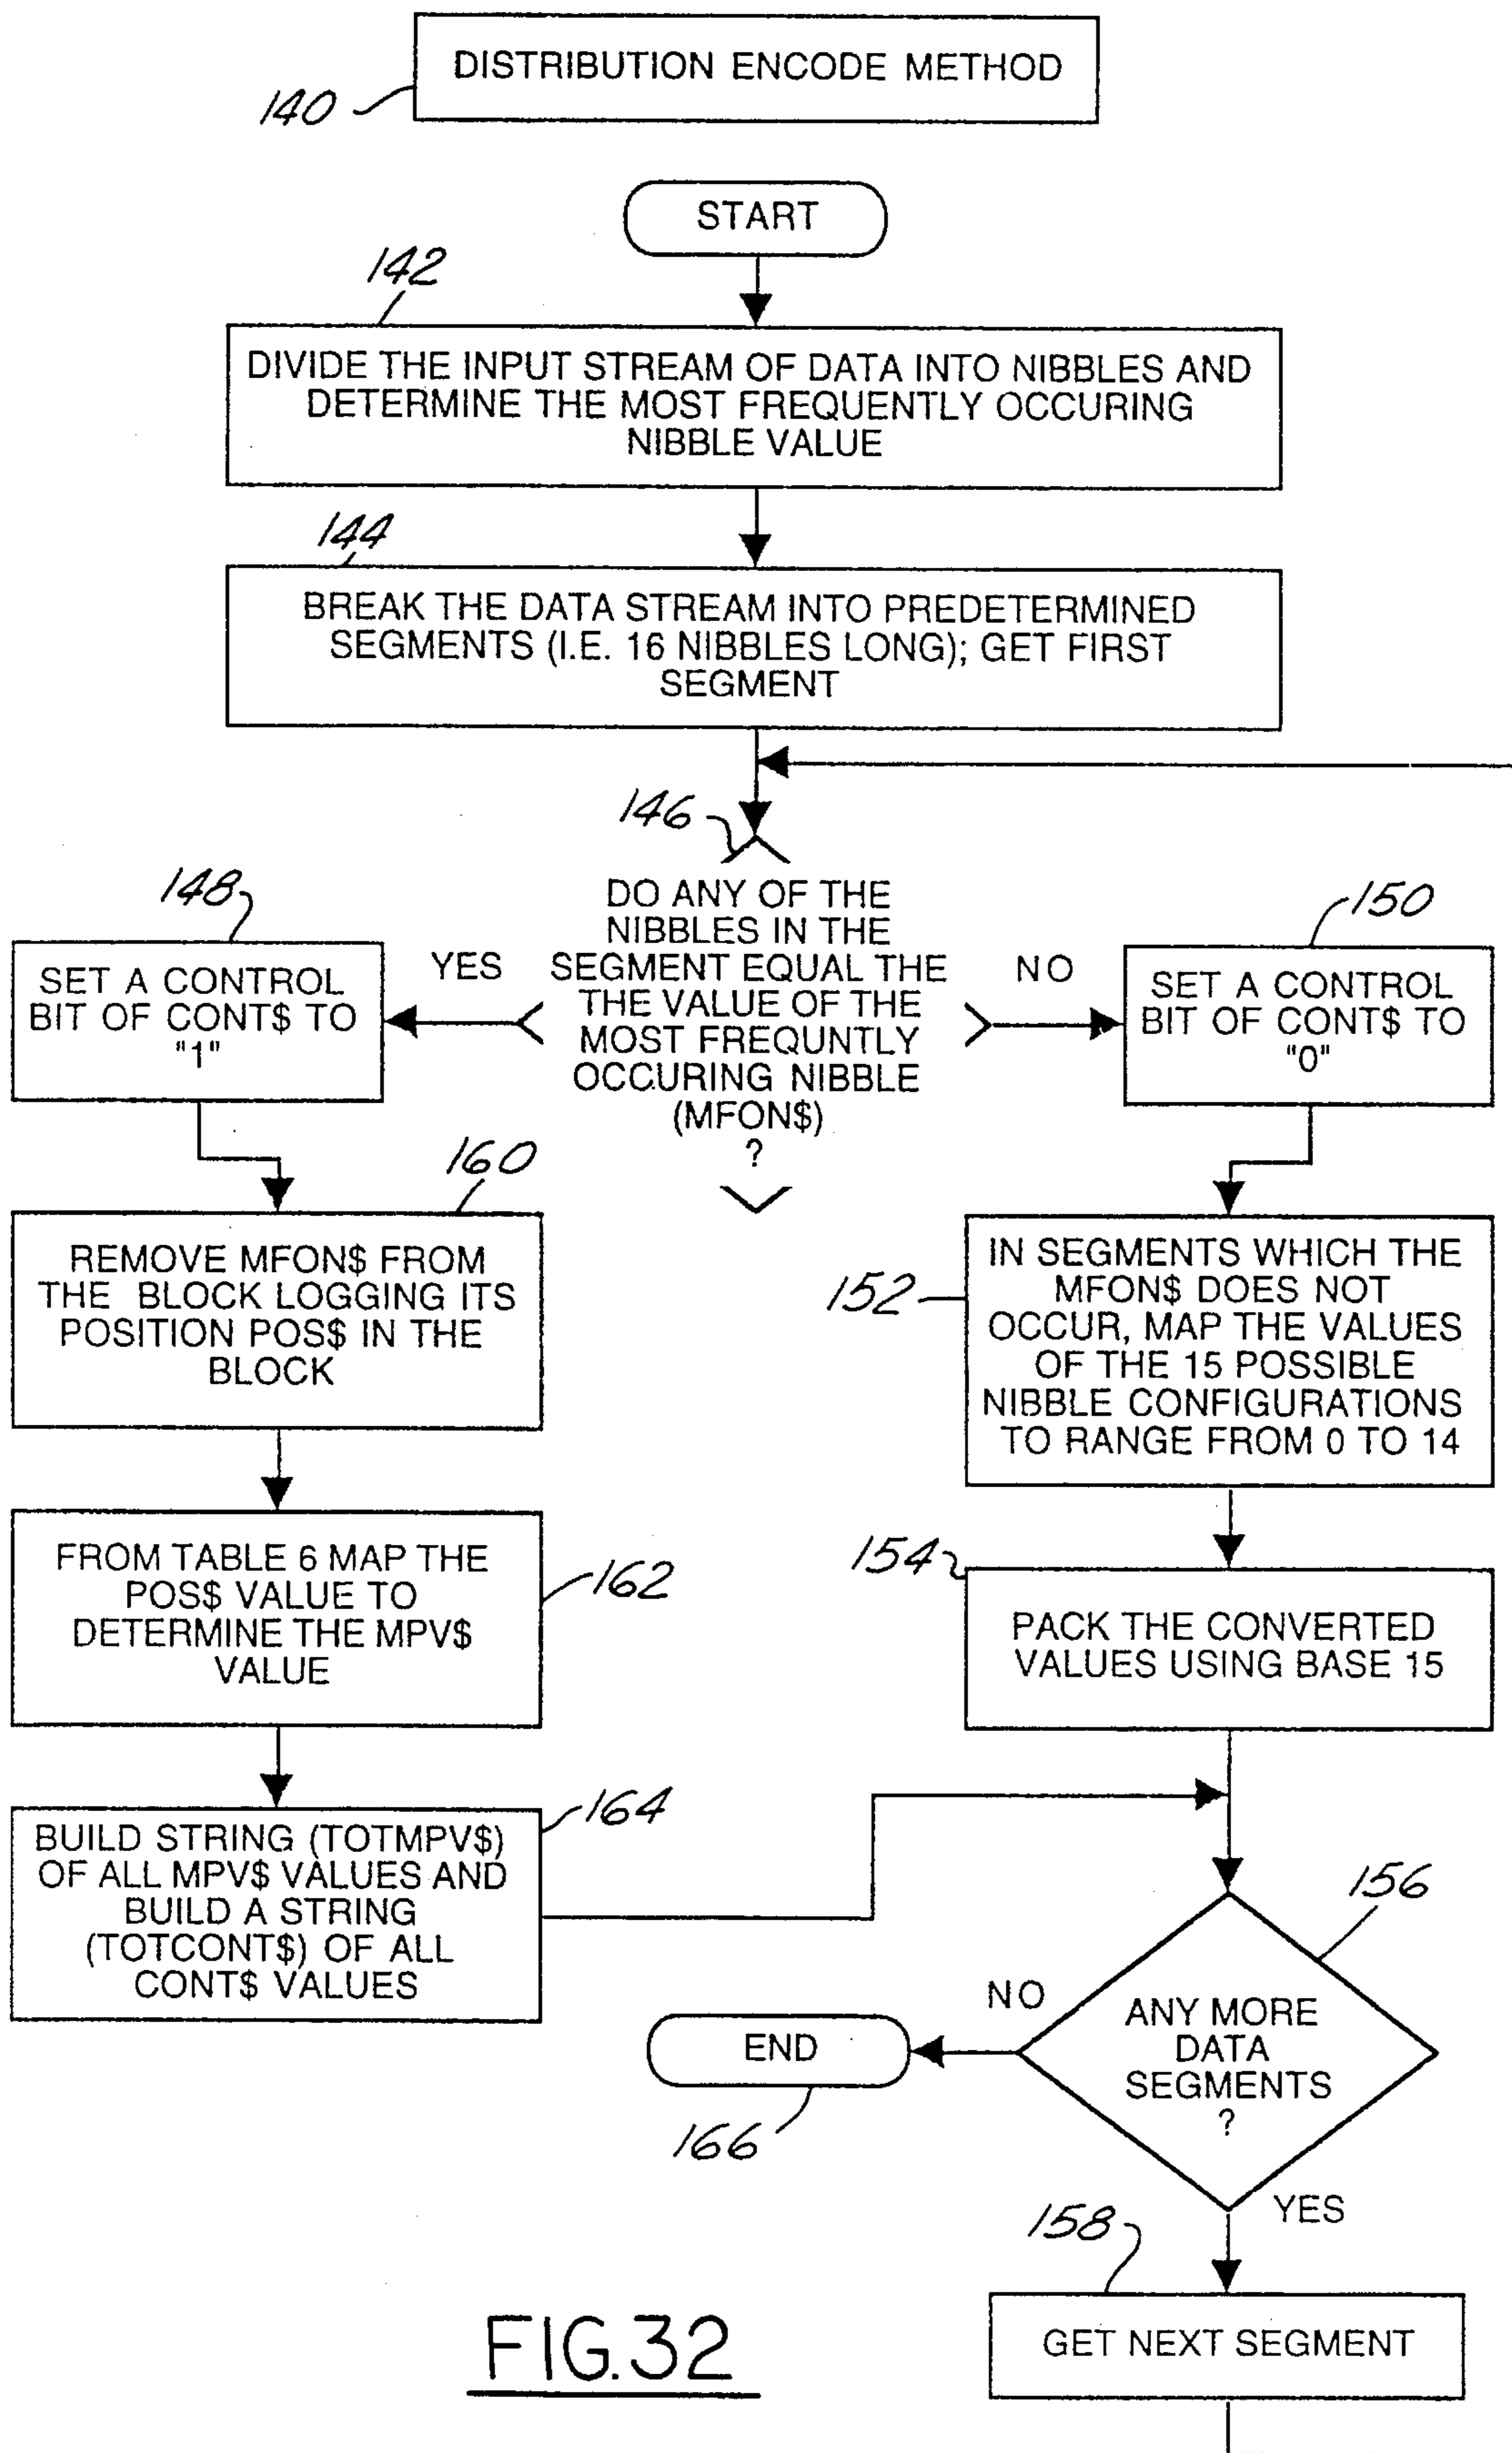 DISTRIBUTION ENCODE METHOD
140
START
142
DIVIDE THE INPUT STREAM OF DATA INTO NIBBLES AND
DETERMINE THE MOST FREQUENTLY OCCURING
NIBBLE VALUE
144
BREAK THE DATA STREAM INTO PREDETERMINED
SEGMENTS (I.E. 16 NIBBLES LONG); GET FIRST
SEGMENT
146
DO ANY OF THE
NIBBLES IN THE
SEGMENT EQUAL THE
THE VALUE OF THE
MOST FREQUNTLY
OCCURING NIBBLE
(MFON$)
?
YES
NO
148
SET A CONTROL
BIT OF CONT$ TO
"1"
150
SET A CONTROL
BIT OF CONT$ TO
"0"
160
REMOVE MFON$ FROM
THE BLOCK LOGGING ITS
POSITION POS$ IN THE
BLOCK
152
IN SEGMENTS WHICH THE
MFON$ DOES NOT
OCCUR, MAP THE VALUES
OF THE 15 POSSIBLE
NIBBLE CONFIGURATIONS
TO RANGE FROM 0 TO 14
FROM TABLE 6 MAP THE
POS$ VALUE TO
DETERMINE THE MPV$
VALUE
162
154
PACK THE CONVERTED
VALUES USING BASE 15
164
BUILD STRING (TOTMPV$)
OF ALL MPV$ VALUES AND
BUILD A STRING
(TOTCONT$) OF ALL
CONT$ VALUES
156
ANY MORE
DATA
SEGMENTS
?
NO
END
166
YES
158
GET NEXT SEGMENT
FIG.32